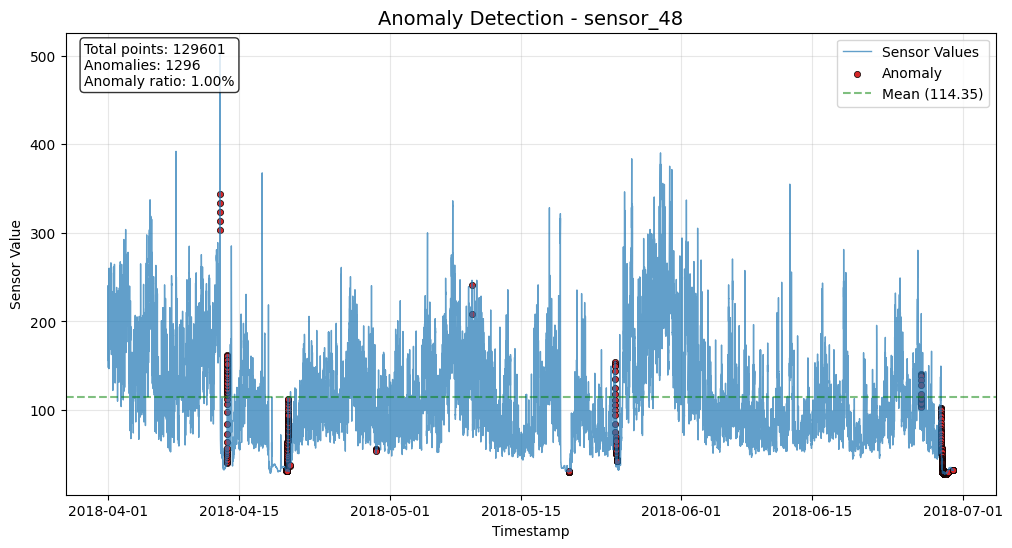 Anomaly Detection - sensor_48
Total points: 129601
Anomalies: 1296
Anomaly ratio: 1.00%
Sensor Values
Anomaly
Mean (114.35)
Sensor Value
500
400
300
200
100
2018-04-01
2018-04-15
2018-05-01
2018-05-15
2018-06-01
2018-06-15
2018-07-01
Timestamp